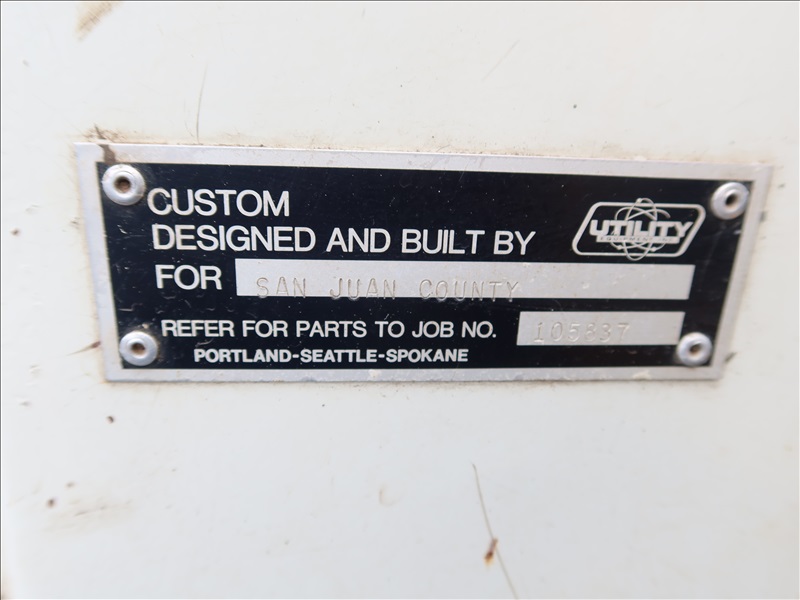 CUSTOM
DESIGNED AND BUILT BY UTILITY
FOR SAN JUAN COUNTY
REFER FOR PARTS TO JOB NO. 105837
PORTLAND-SEATTLE-SPOKANE